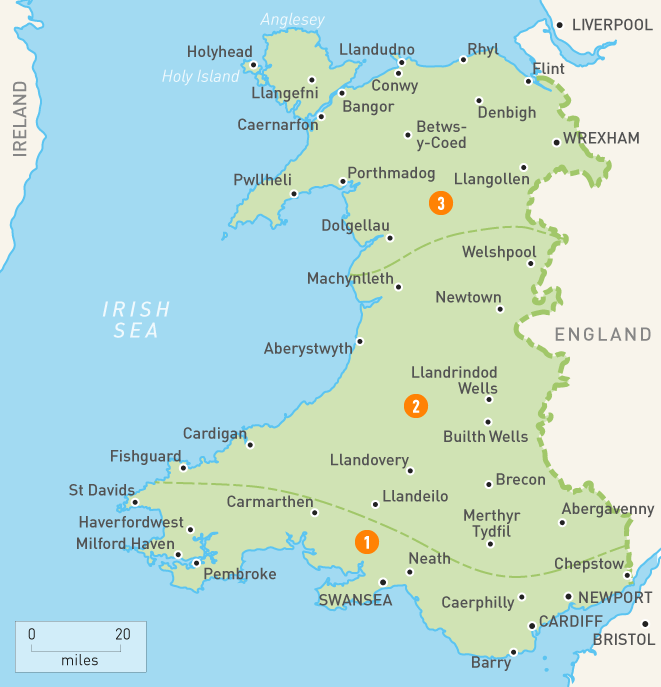 Anglesey
LIVERPOOL
Holyhead
Llandudno
Rhyl
Holy Island
Conwy
Flint
Llangefni
Bangor
Denbigh
IRELAND
Caernarfon
Betws-
y-Coed
WREXHAM
Pwllheli
Porthmadog
Llangollen
3
Dolgellau
Welshpool
Machynlleth
Newtown
IRISH
SEA
ENGLAND
Aberystwyth
Llandrindod
Wells
2
Cardigan
Builth Wells
Fishguard
Llandovery
St Davids
Brecon
Carmarthen
Llandeilo
Haverfordwest
Merthyr
Tydfil
Abergavenny
Milford Haven
1
Neath
Chepstow
Pembroke
SWANSEA
Caerphilly
NEWPORT
CARDIFF
BRISTOL
Barry
0 20
miles